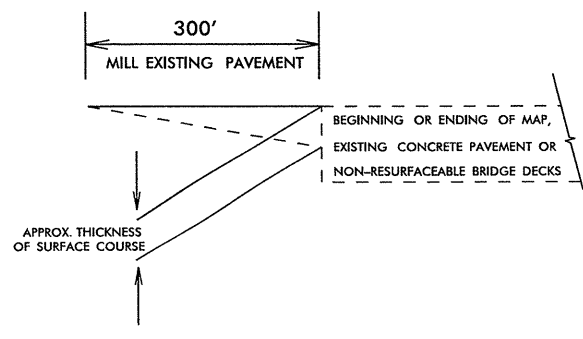 300'
MILL EXISTING PAVEMENT
BEGINNING OR ENDING OF MAP,
EXISTING CONCRETE PAVEMENT OR
NON-RESURFACEABLE BRIDGE DECKS
APPROX. THICKNESS
OF SURFACE COURSE